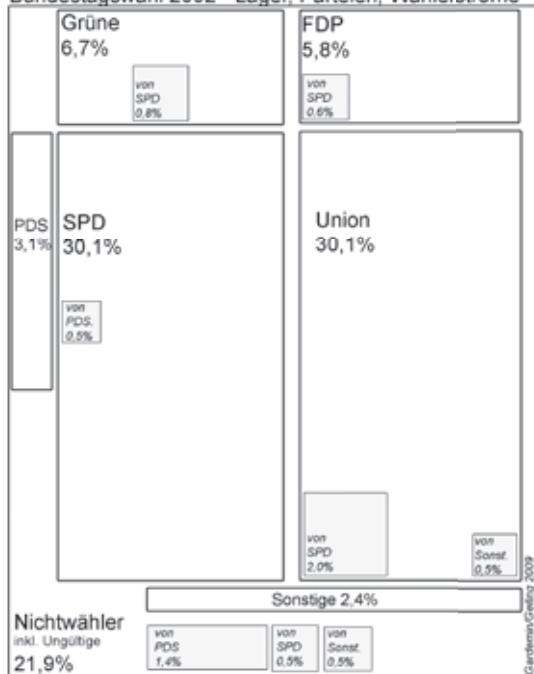 Bundestagswahl 2002 - Lager, Parteien, Wählerströme
Grüne
6,7%
von
SPD
0,8%
FDP
5,8%
von
SPD
0,6%
PDS
3,1%
SPD
30,1%
von
PDS.
0,5%
Union
30,1%
von
SPD
2,0%
von
Sonst.
0,5%
Sonstige 2,4%
Nichtwähler
inkl. Ungültige
21,9%
von
PDS
1,4%
von
SPD
0,5%
von
Sonst.
0,5%
Gardemin/Geiling 2009